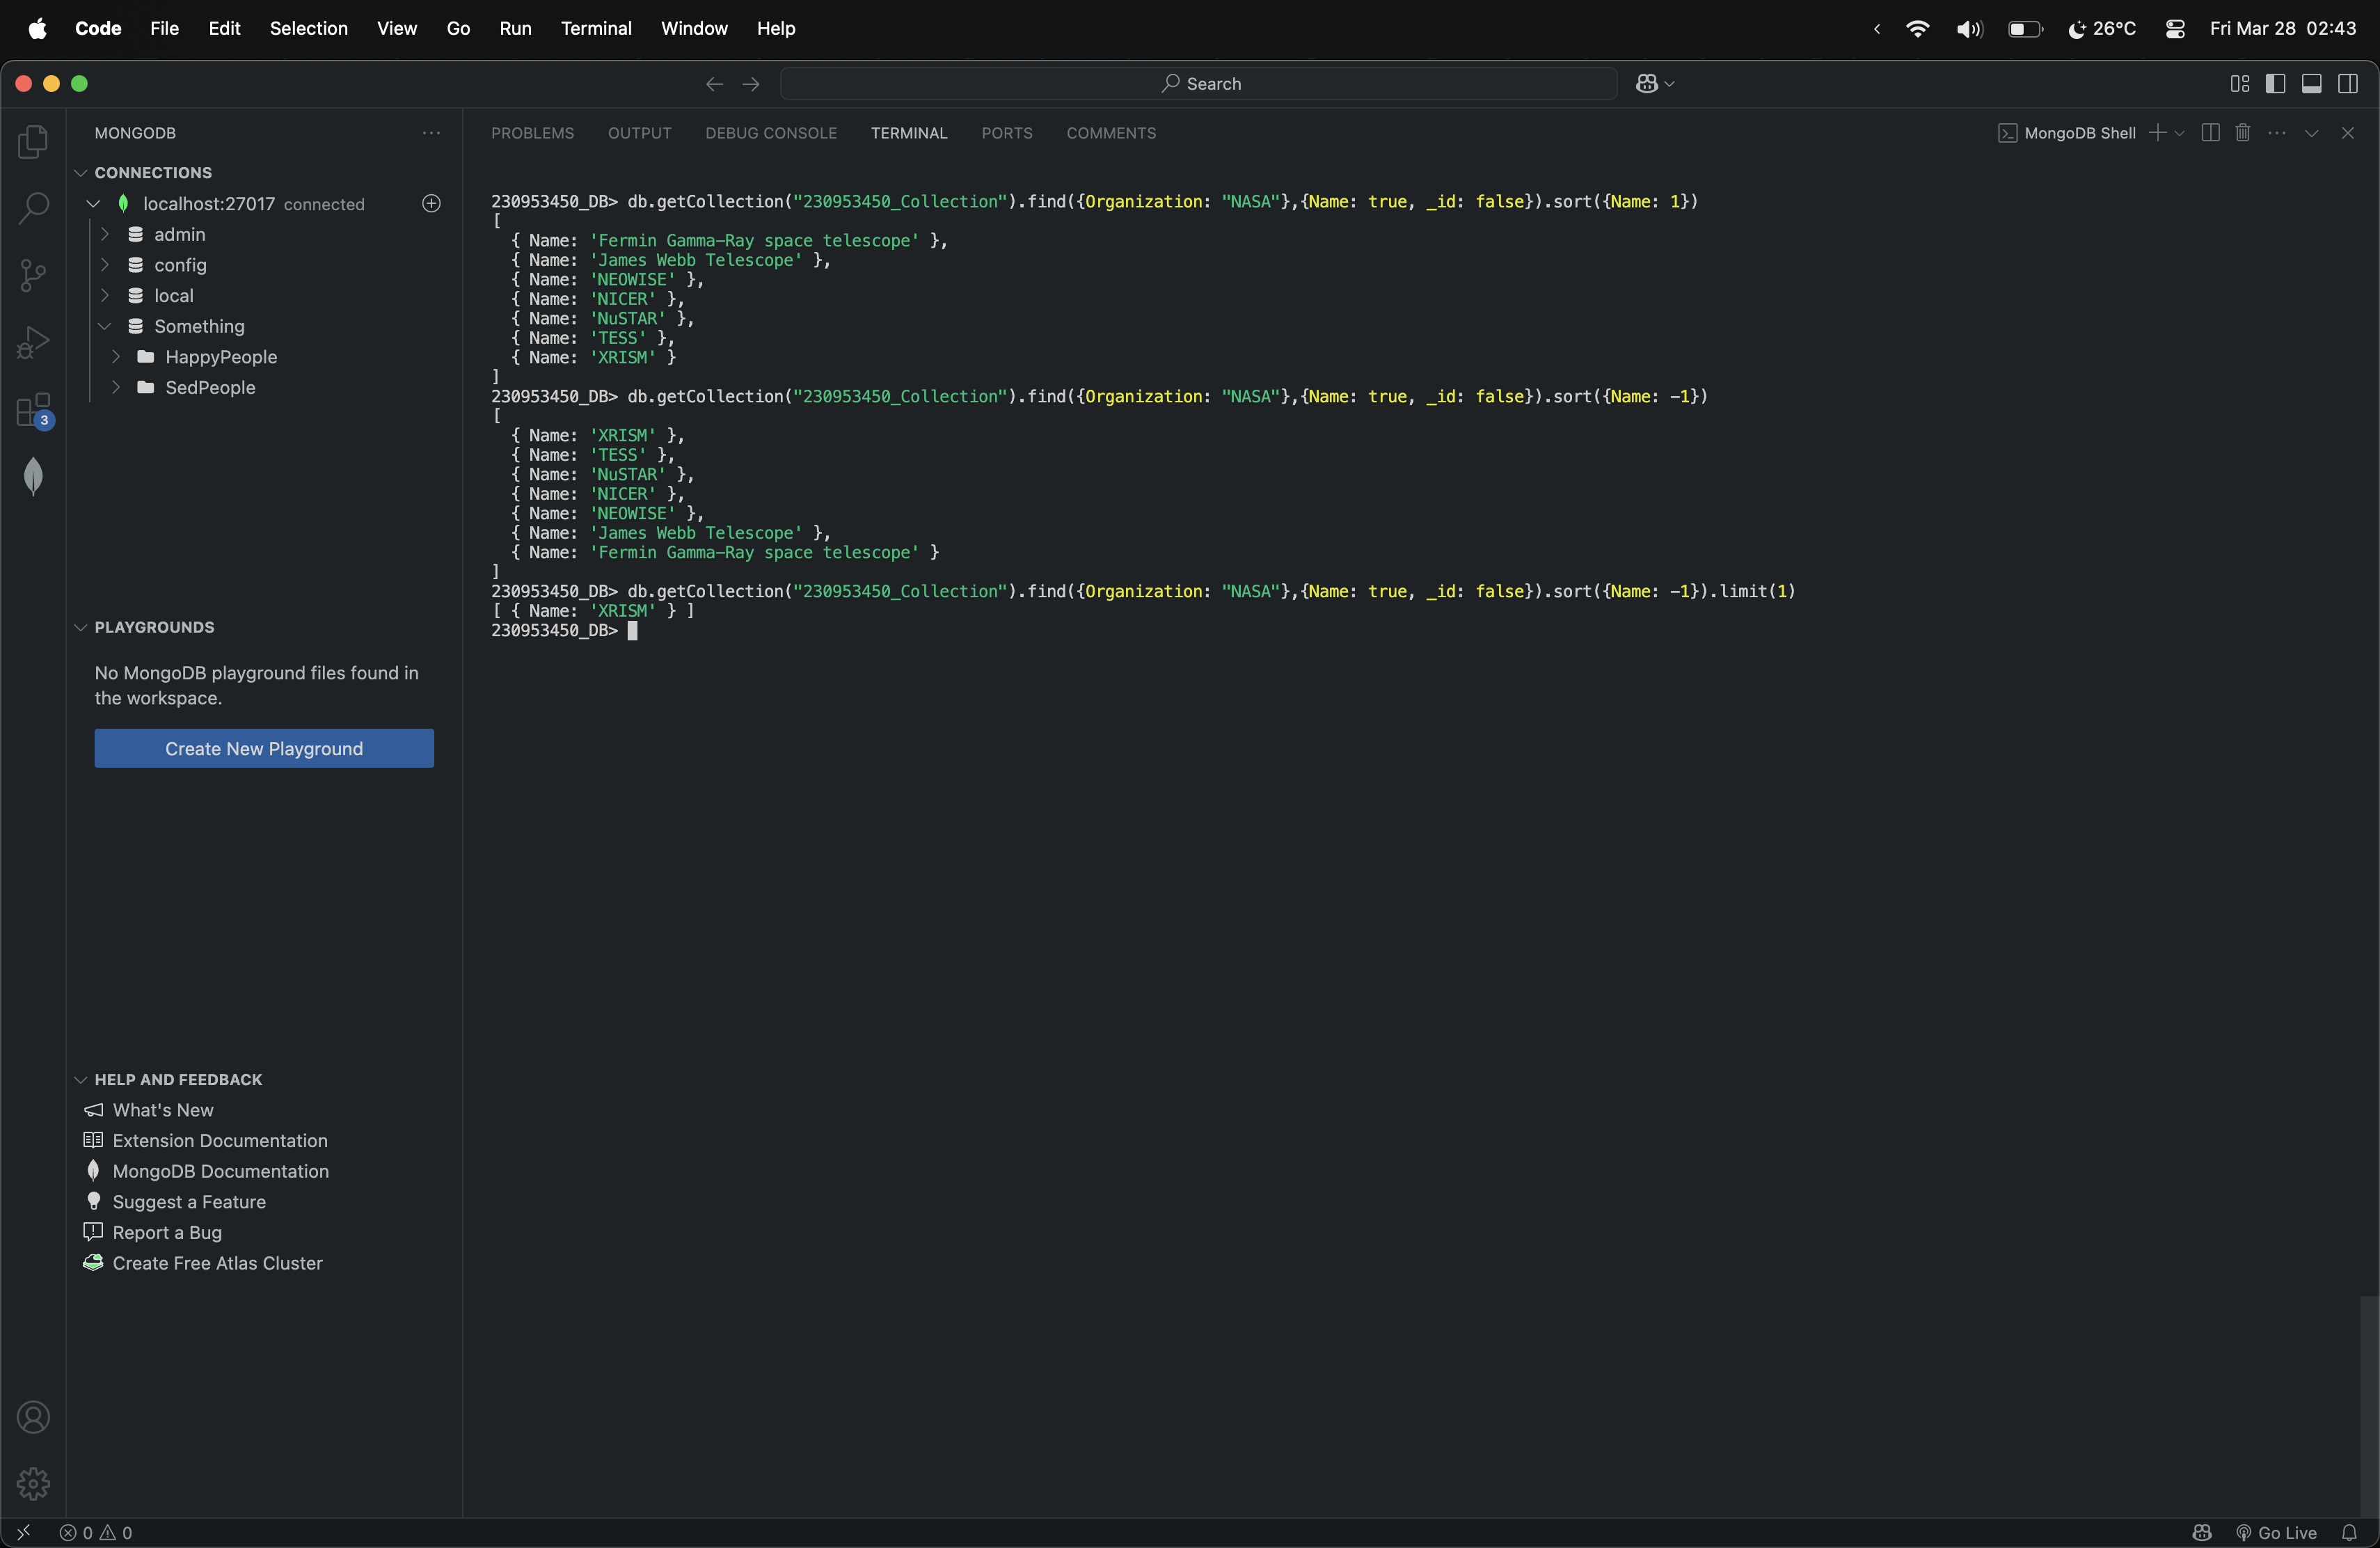 Code File Edit Selection View Go Run Terminal Window Help 26°C Fri Mar 28 02:43
Search
MONGODB
CONNECTIONS
localhost:27017 connected
admin
config
local
Something
HappyPeople
SedPeople
3
PLAYGROUNDS
No MongoDB playground files found in
the workspace.
Create New Playground
HELP AND FEEDBACK
What's New
Extension Documentation
MongoDB Documentation
Suggest a Feature
Report a Bug
Create Free Atlas Cluster
PROBLEMS OUTPUT DEBUG CONSOLE TERMINAL PORTS COMMENTS MongoDB Shell
230953450_DB> db.getCollection("230953450_Collection").find({Organization: "NASA"},{Name: true, _id: false}).sort({Name: 1})
[
{ Name: 'Fermin Gamma-Ray space telescope' },
{ Name: 'James Webb Telescope' },
{ Name: 'NEOWISE' },
{ Name: 'NICER' },
{ Name: 'NuSTAR' },
{ Name: 'TESS' },
{ Name: 'XRISM' }
]
230953450_DB> db.getCollection("230953450_Collection").find({Organization: "NASA"},{Name: true, _id: false}).sort({Name: -1})
[
{ Name: 'XRISM' },
{ Name: 'TESS' },
{ Name: 'NuSTAR' },
{ Name: 'NICER' },
{ Name: 'NEOWISE' },
{ Name: 'James Webb Telescope' },
{ Name: 'Fermin Gamma-Ray space telescope' }
]
230953450_DB> db.getCollection("230953450_Collection").find({Organization: "NASA"},{Name: true, _id: false}).sort({Name: -1}).limit(1)
[ { Name: 'XRISM' } ]
230953450_DB>
0 0 Go Live